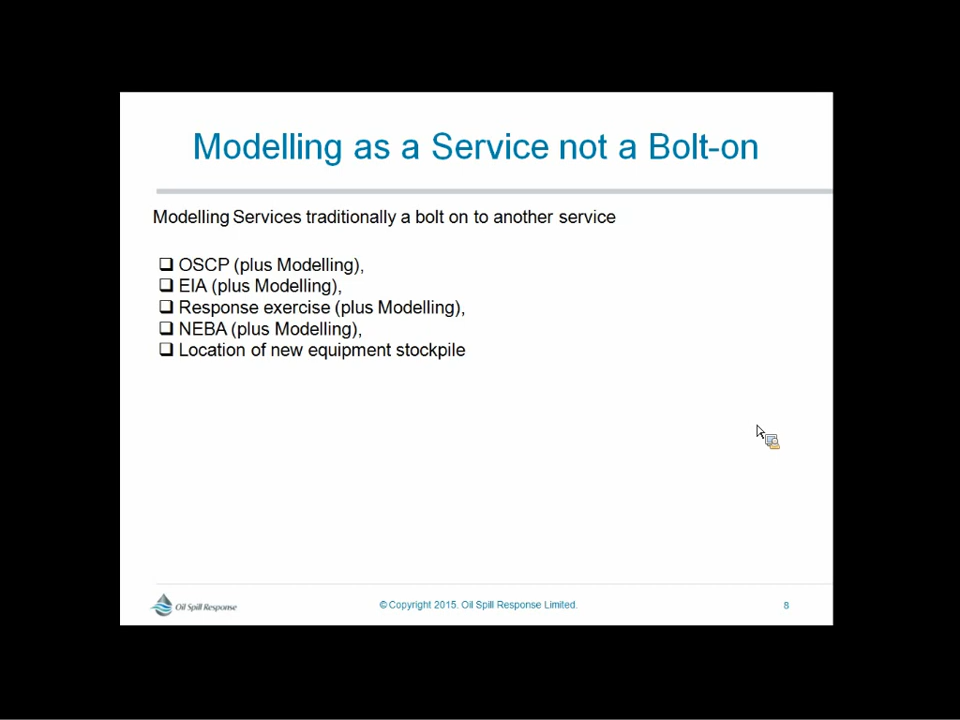 Modelling as a Service not a Bolt-on
Modelling Services traditionally a bolt on to another service
❑ OSCP (plus Modelling),
❑ EIA (plus Modelling),
❑ Response exercise (plus Modelling),
❑ NEBA (plus Modelling),
❑ Location of new equipment stockpile
Oil Spill Response
© Copyright 2015. Oil Spill Response Limited.
8